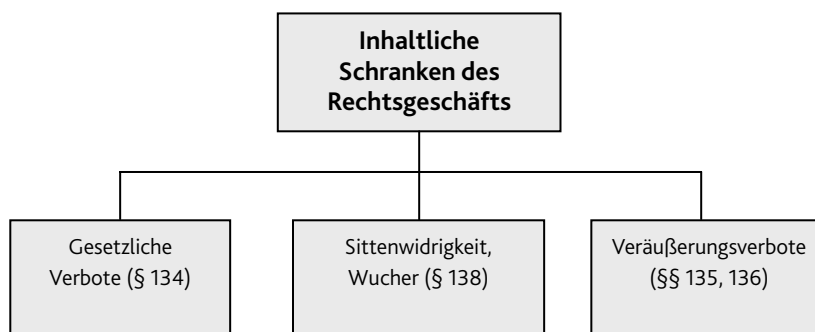 Inhaltliche
Schranken des
Rechtsgeschäfts
Gesetzliche
Verbote (§ 134)
Sittenwidrigkeit,
Wucher (§ 138)
Veräußerungsverbote
(§§ 135, 136)